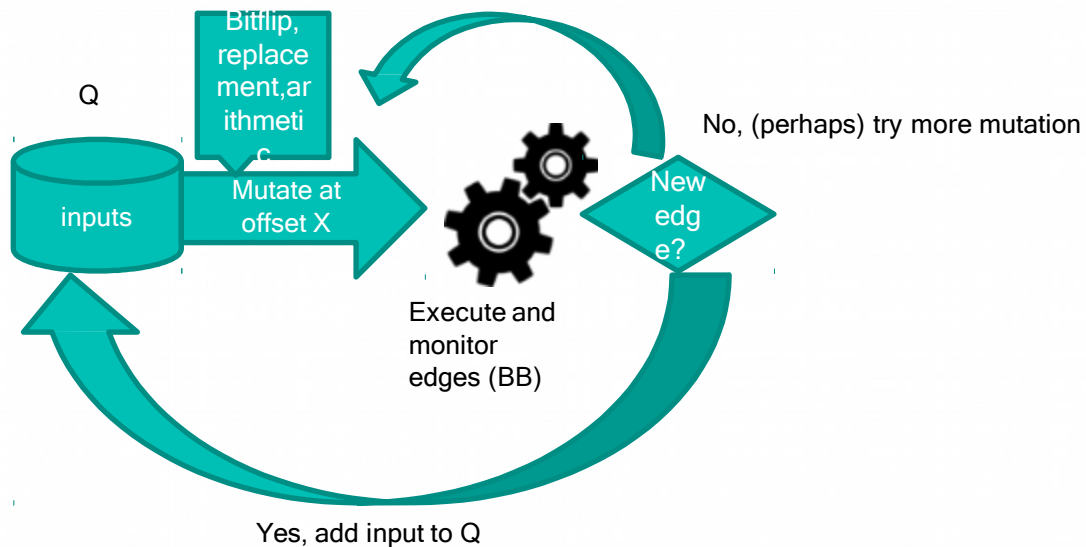 Bitflip,
replace
ment,ar
ithmeti
c
Q
No, (perhaps) try more mutation
inputs
Mutate at
offset X
New
edg
e?
Execute and
monitor
edges (BB)
Yes, add input to Q